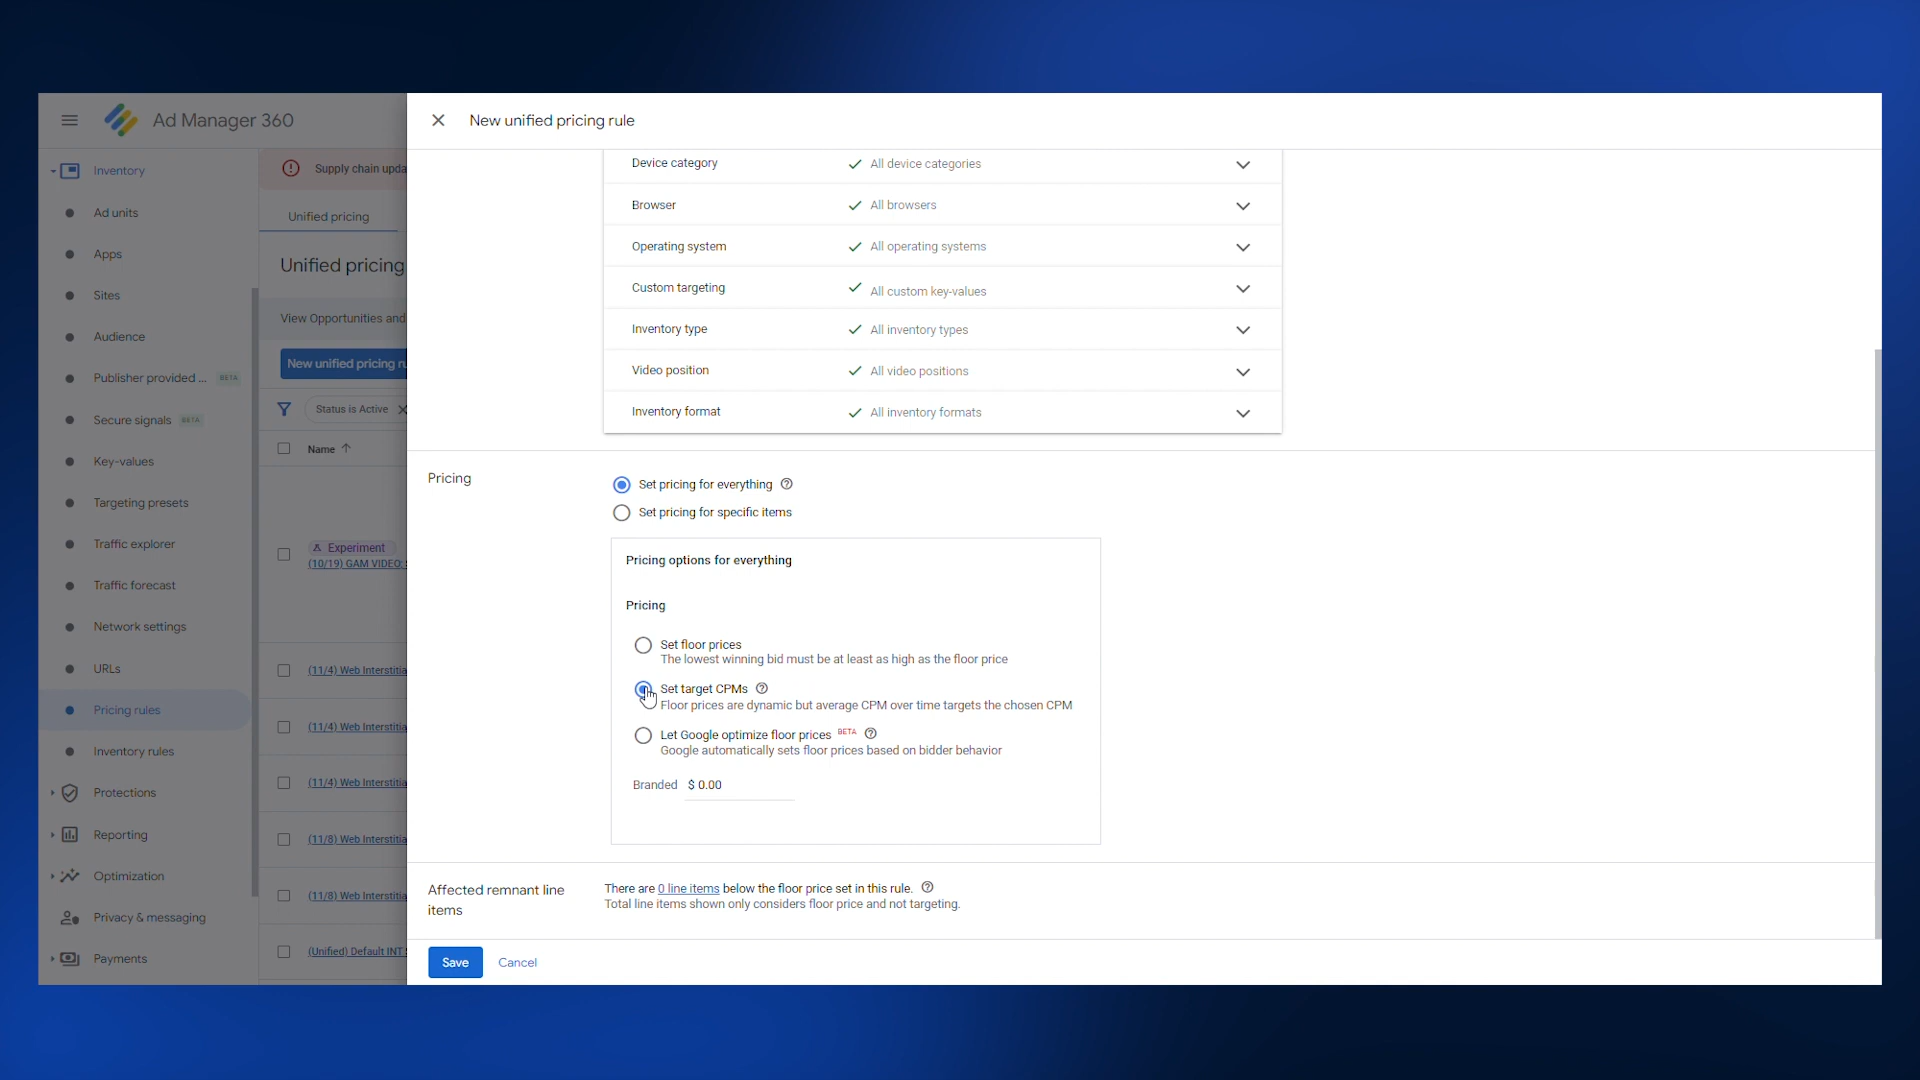 Ad Manager 360
Inventory
Ad units
Apps
Sites
Audience
Publisher provided ... BETA
Secure signals BETA
Key-values
Targeting presets
Traffic explorer
Traffic forecast
Network settings
URLs
Pricing rules
Inventory rules
Protections
Reporting
Optimization
Privacy & messaging
Payments
Supply chain upda
Unified pricing
Unified pricing
View Opportunities and
New unified pricing ru
Status is Active
Name
Experiment
(10/19) GAM VIDEO:
(11/4) Web Interstitia
(11/4) Web Interstitia
(11/4) Web Interstitia
(11/8) Web Interstitia
(11/8) Web Interstitia
(Unified) Default INT
New unified pricing rule
Device category All device categories
Browser All browsers
Operating system All operating systems
Custom targeting All custom key-values
Inventory type All inventory types
Video position All video positions
Inventory format All inventory formats
Pricing
Set pricing for everything
Set pricing for specific items
Pricing options for everything
Pricing
Set floor prices
The lowest winning bid must be at least as high as the floor price
Set target CPMs
Floor prices are dynamic but average CPM over time targets the chosen CPM
Let Google optimize floor prices BETA
Google automatically sets floor prices based on bidder behavior
Branded $ 0.00
Affected remnant line
items
There are 0 line items below the floor price set in this rule.
Total line items shown only considers floor price and not targeting.
Save Cancel